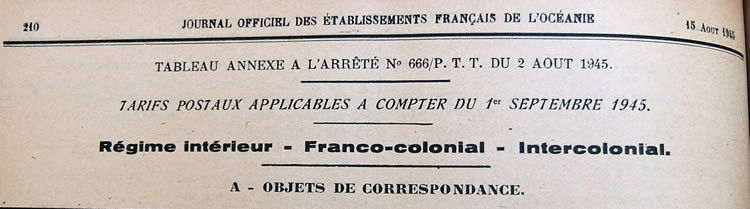 210 JOURNAL OFFICIEL DES ÉTABLISSEMENTS FRANÇAIS DE L'OCÉANIE 15 AOUT 1945
TABLEAU ANNEXE A L'ARRÊTÉ No 666/P. T. T. DU 2 AOUT 1945.
TARIFS POSTAUX APPLICABLES A COMPTER DU 1er SEPTEMBRE 1945.
Régime intérieur - Franco-colonial - Intercolonial.
A - OBJETS DE CORRESPONDANCE.